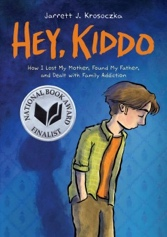 Jarrett J. Krosoczka
HEY, KIDDO
How I Lost My Mother, Found My Father,
and Dealt with Family Addiction
NATIONAL BOOK AWARD
FINALIST